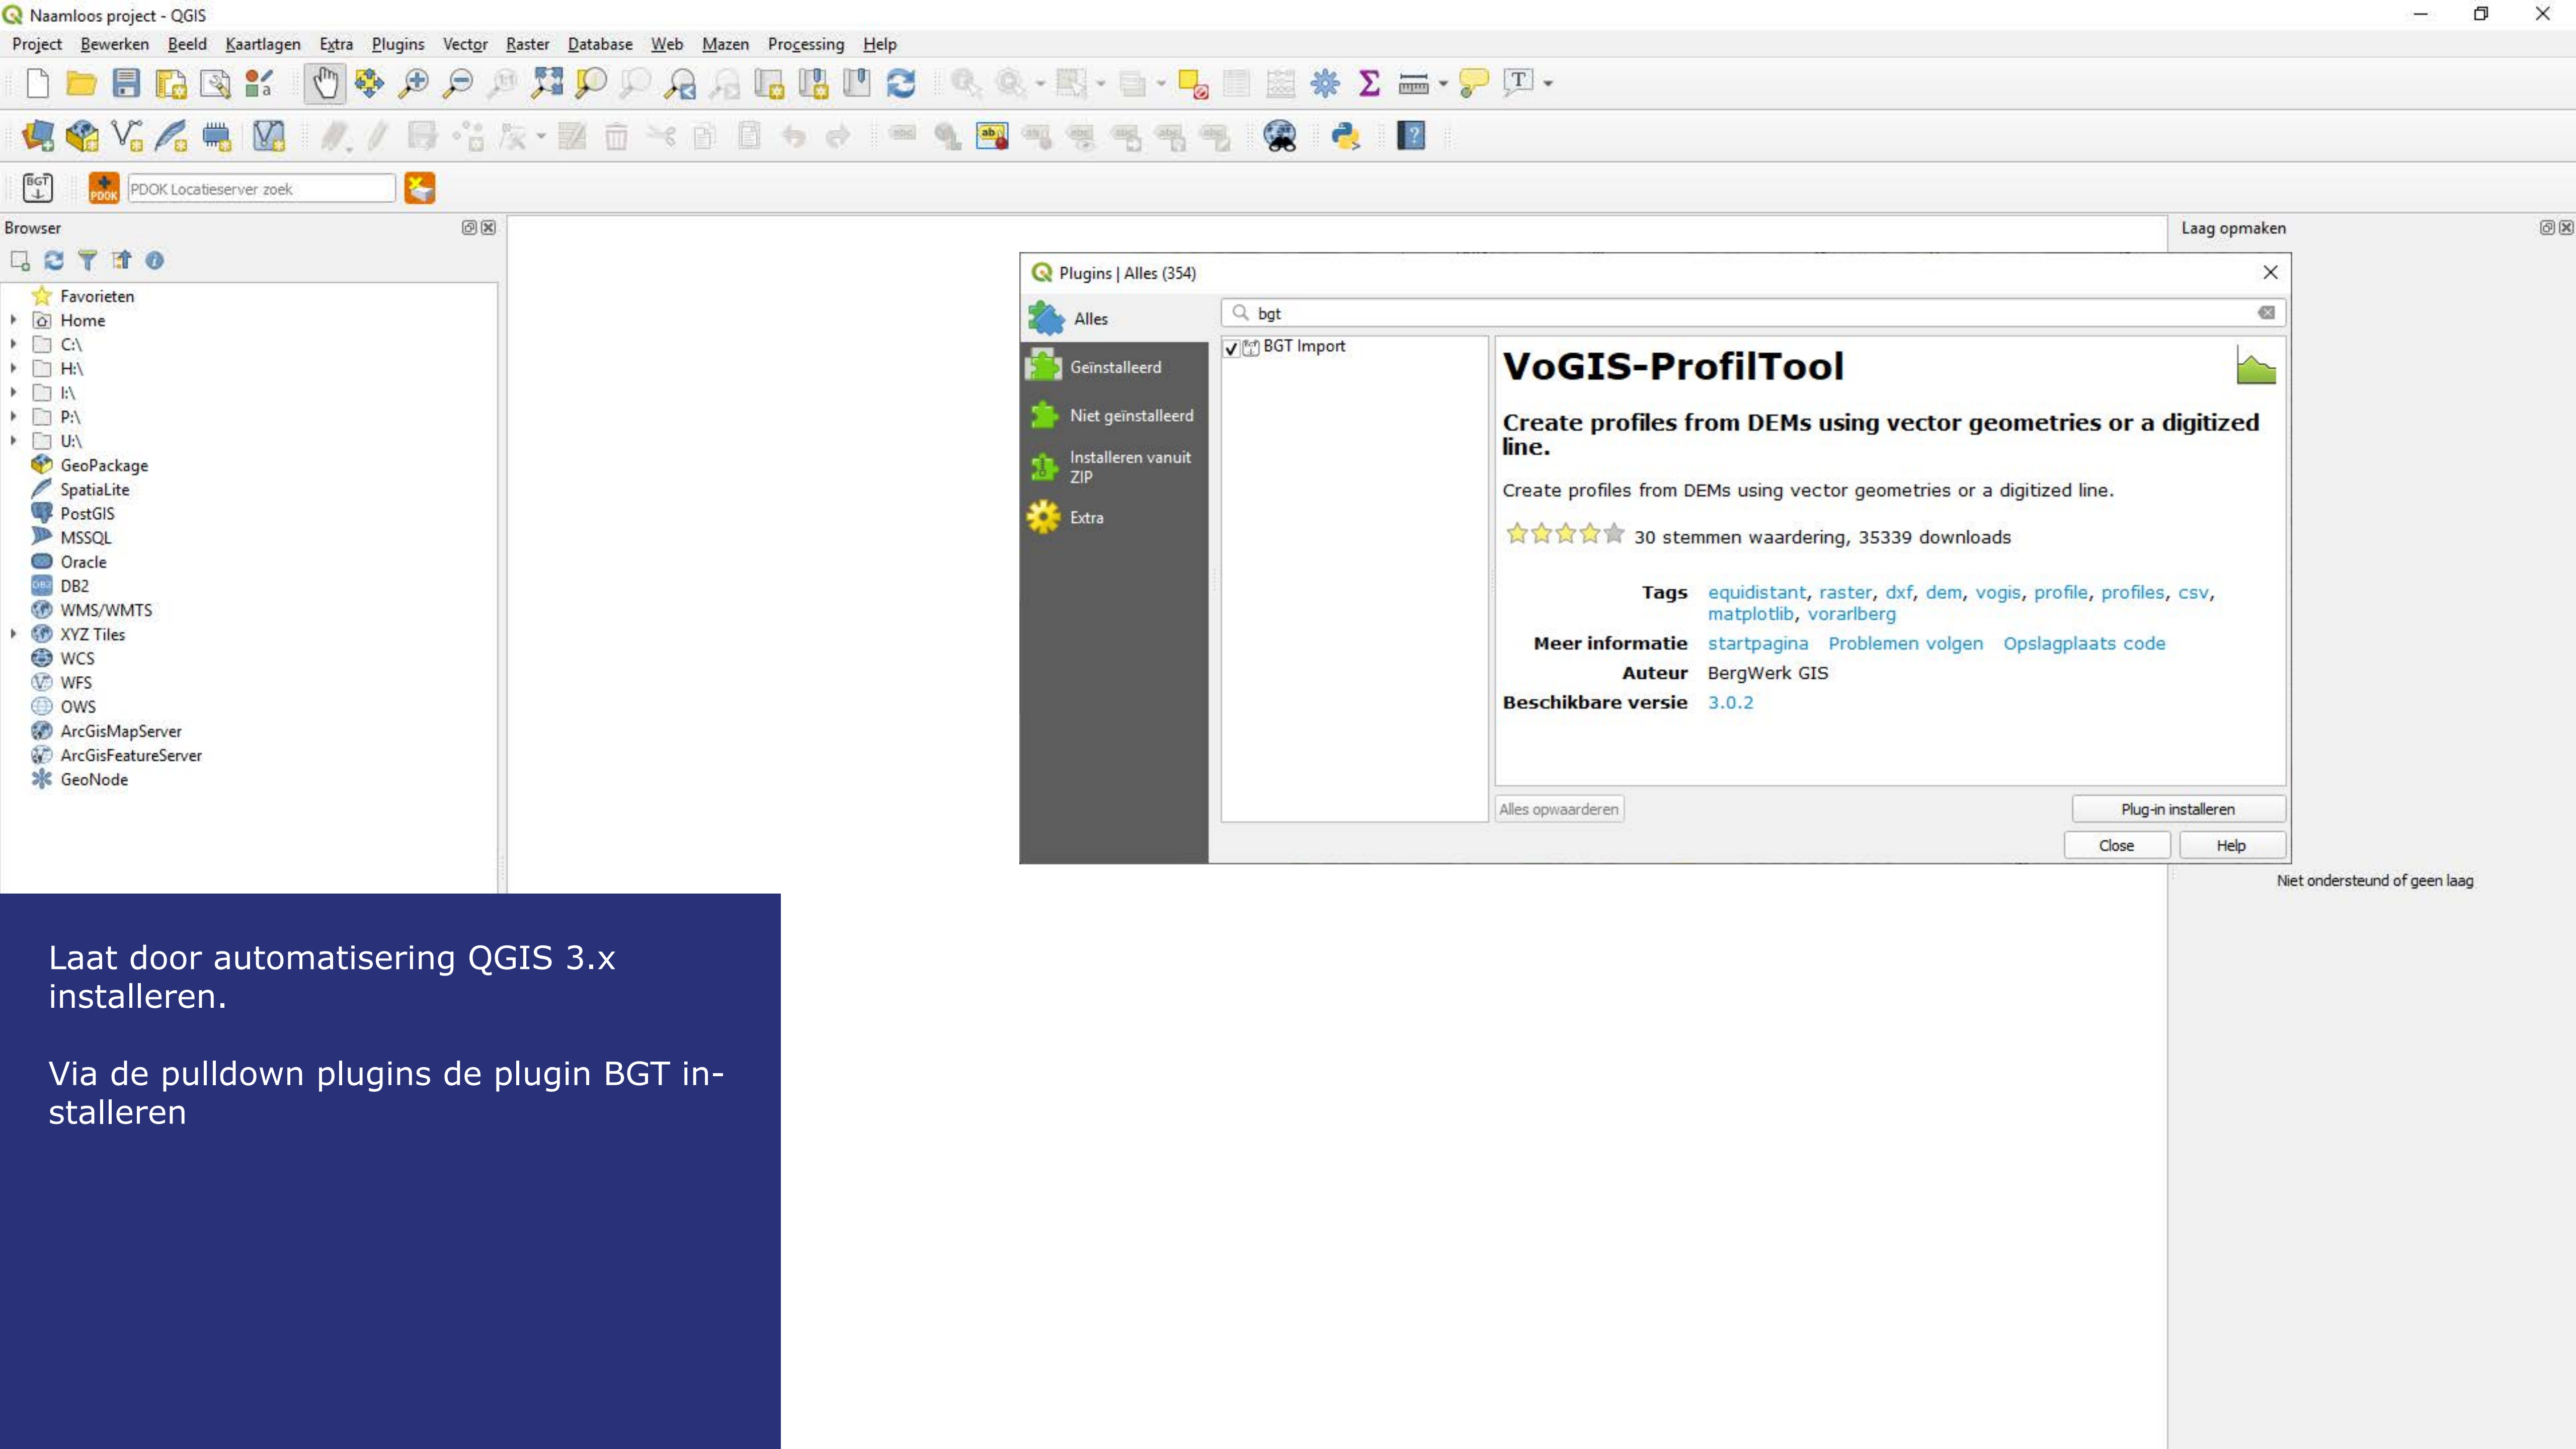 Naamloos project - QGIS
Project Bewerken Beeld Kaartlagen Extra Plugins Vector Raster Database Web Mazen Processing Help
BGT
PDOK
PDOK Locatieserver zoek
Browser
Favorieten
Home
C:\
H:\
I:\
P:\
U:\
GeoPackage
SpatiaLite
PostGIS
MSSQL
Oracle
DB2
WMS/WMTS
XYZ Tiles
WCS
WFS
OWS
ArcGisMapServer
ArcGisFeatureServer
GeoNode
Laag opmaken
Plugins | Alles (354)
Alles
Geïnstalleerd
Niet geïnstalleerd
Installeren vanuit
ZIP
Extra
bgt
BGT Import
VoGIS-ProfilTool
Create profiles from DEMs using vector geometries or a digitized
line.
Create profiles from DEMs using vector geometries or a digitized line.
30 stemmen waardering, 35339 downloads
Tags equidistant, raster, dxf, dem, vogis, profile, profiles, csv,
matplotlib, vorarlberg
Meer informatie startpagina Problemen volgen Opslagplaats code
Auteur BergWerk GIS
Beschikbare versie 3.0.2
Alles opwaarderen
Plug-in installeren
Close
Help
Niet ondersteund of geen laag
Laat door automatisering QGIS 3.x
installeren.
Via de pulldown plugins de plugin BGT in-
stalleren